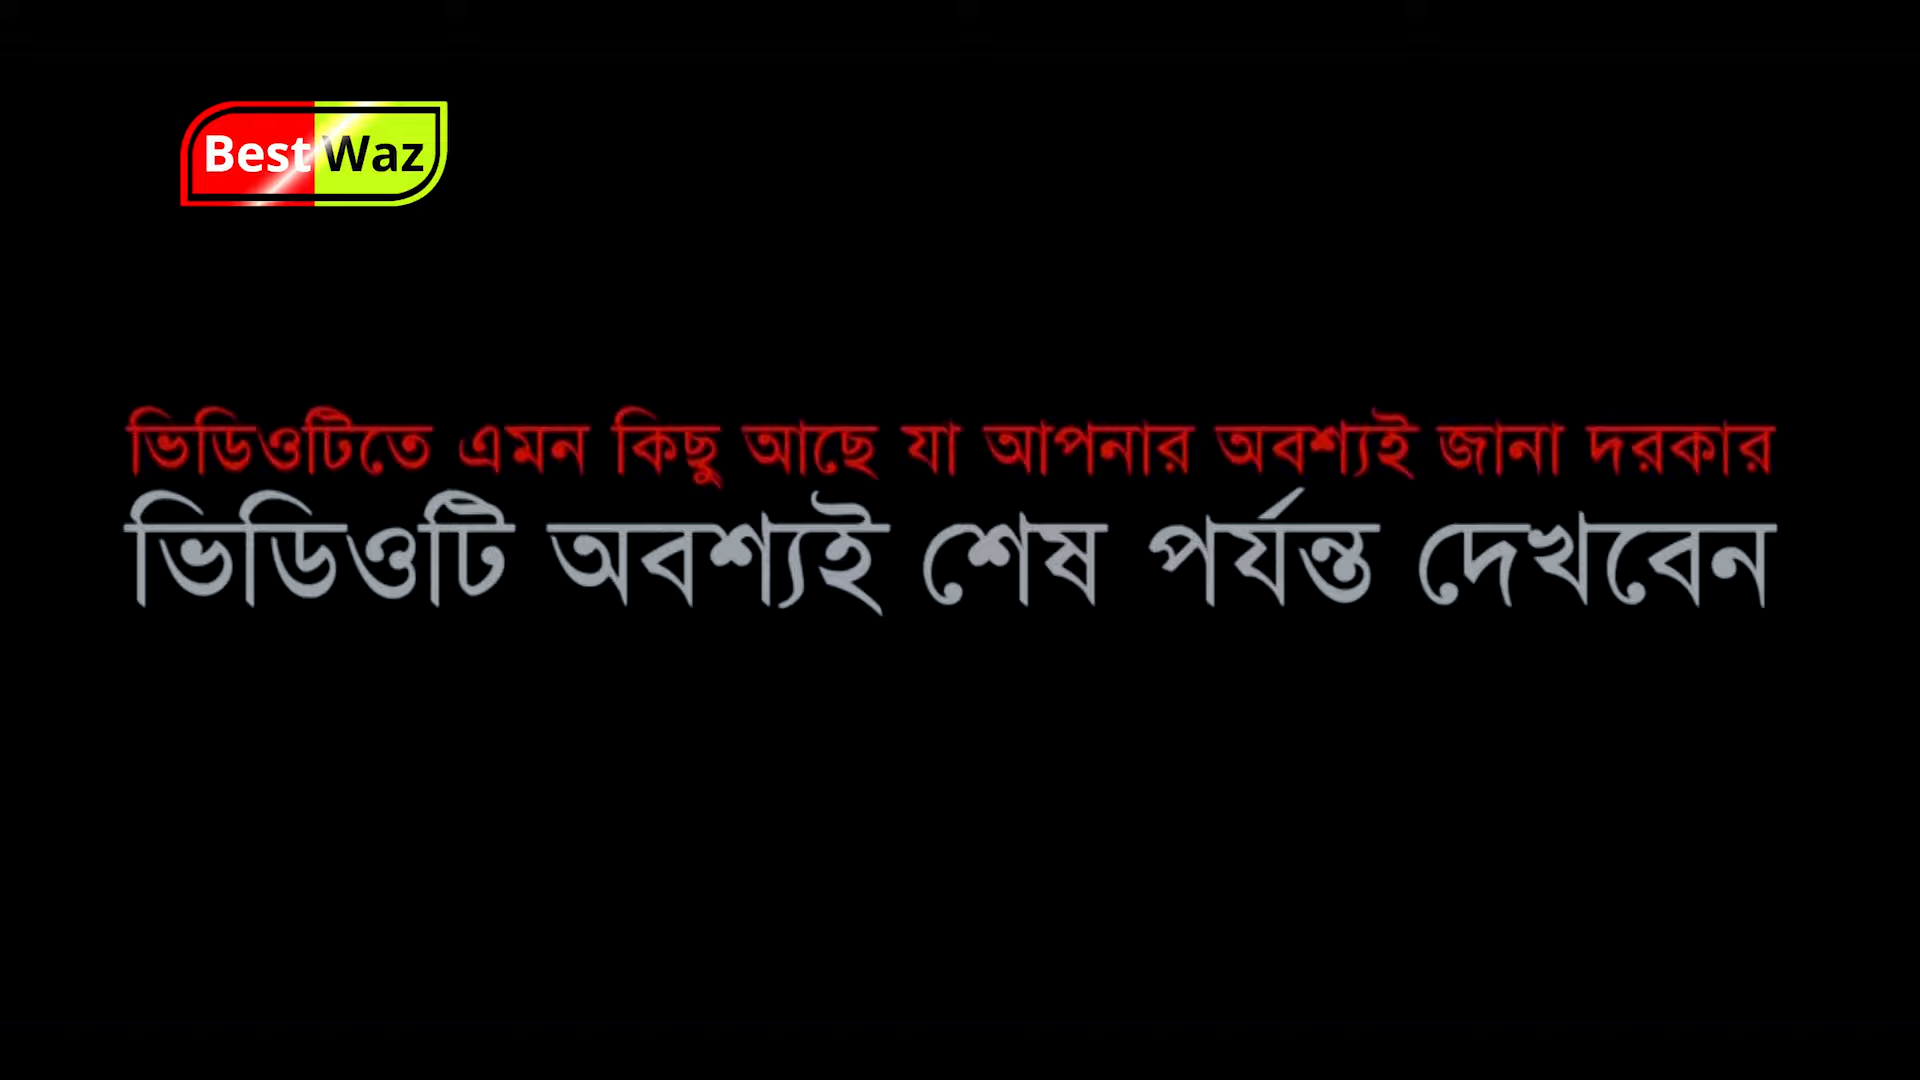 Best Waz
ভিডিওটিতে এমন কিছু আছে যা আপনার অবশ্যই জানা দরকার
ভিডিওটি অবশ্যই শেষ পর্যন্ত দেখবেন